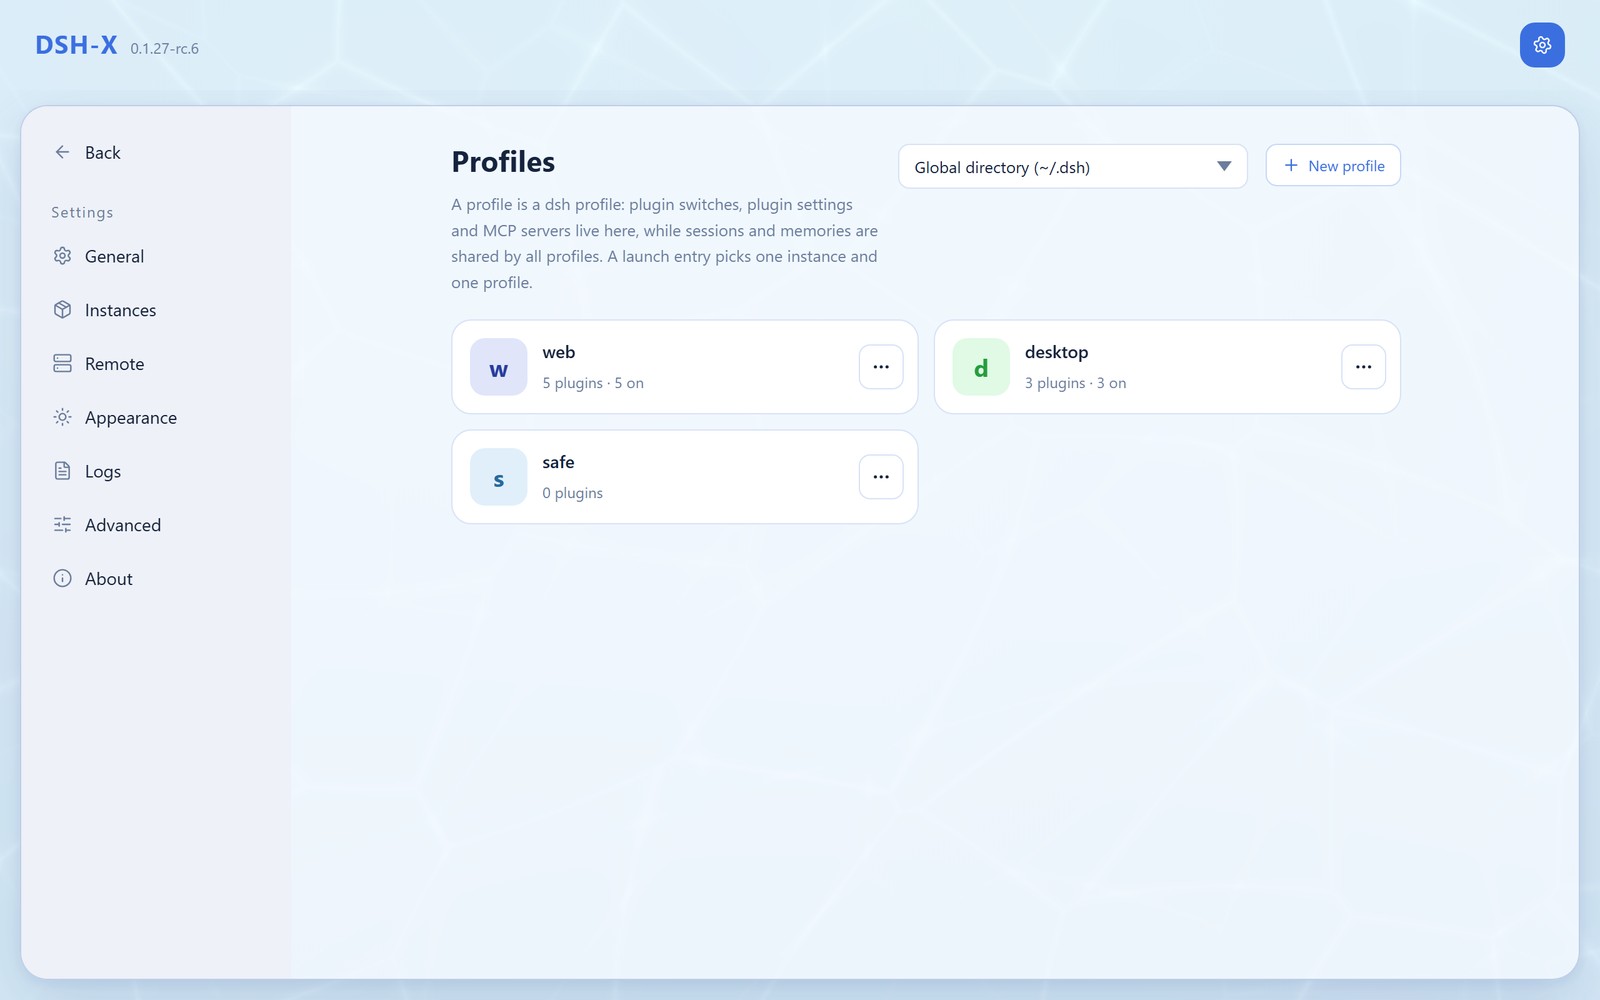 DSH-X 0.1.27-rc.6
Back
Settings
General
Instances
Remote
Appearance
Logs
Advanced
About
Profiles
Global directory (~/.dsh)
New profile
A profile is a dsh profile: plugin switches, plugin settings
and MCP servers live here, while sessions and memories are
shared by all profiles. A launch entry picks one instance and
one profile.
w
web
5 plugins · 5 on
d
desktop
3 plugins · 3 on
s
safe
0 plugins